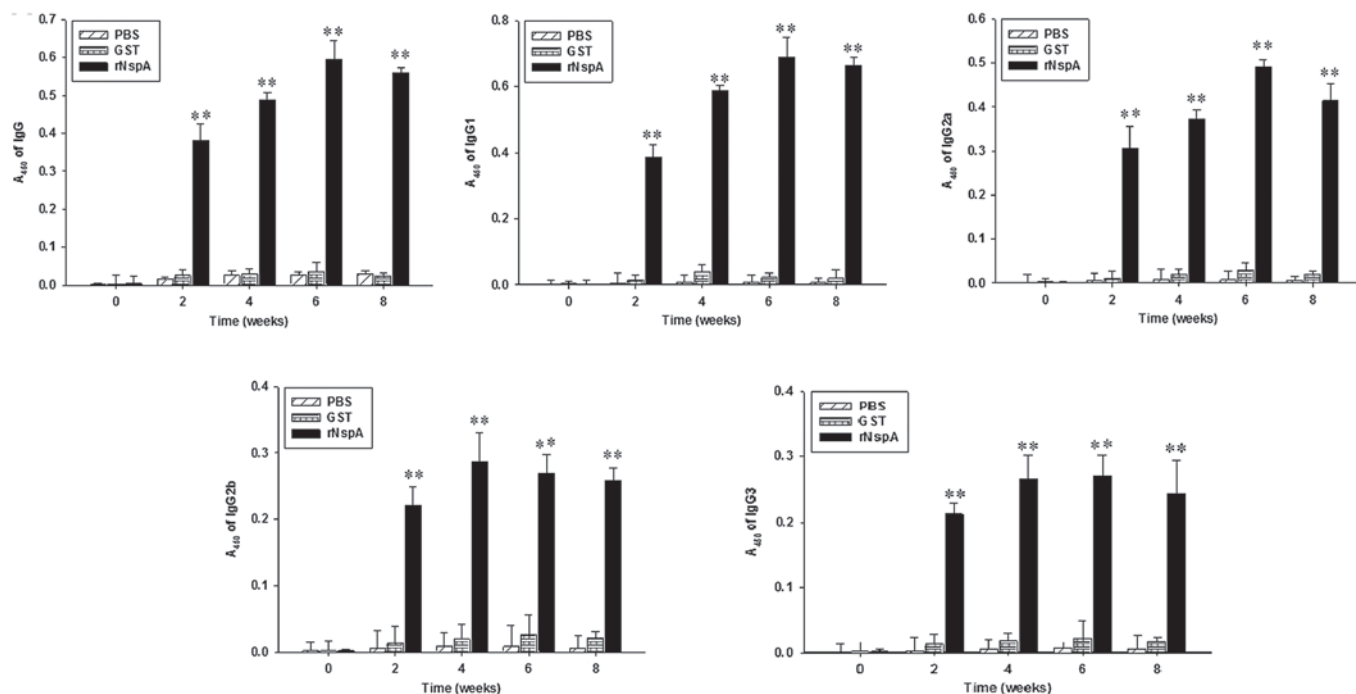 PBS
GST
rNspA
A450 of IgG
0.7
0.6
0.5
0.4
0.3
0.2
0.1
0.0
** ** ** **
0 2 4 6 8
Time (weeks)
PBS
GST
rNspA
A450 of IgG1
0.8
0.6
0.4
0.2
0.0
** ** ** **
0 2 4 6 8
Time (weeks)
PBS
GST
rNspA
A450 of IgG2a
0.6
0.5
0.4
0.3
0.2
0.1
0.0
** ** ** **
0 2 4 6 8
Time (weeks)
PBS
GST
rNspA
A450 of IgG2b
0.4
0.3
0.2
0.1
0.0
** ** ** **
0 2 4 6 8
Time (weeks)
PBS
GST
rNspA
A450 of IgG3
0.4
0.3
0.2
0.1
0.0
** ** ** **
0 2 4 6 8
Time (weeks)